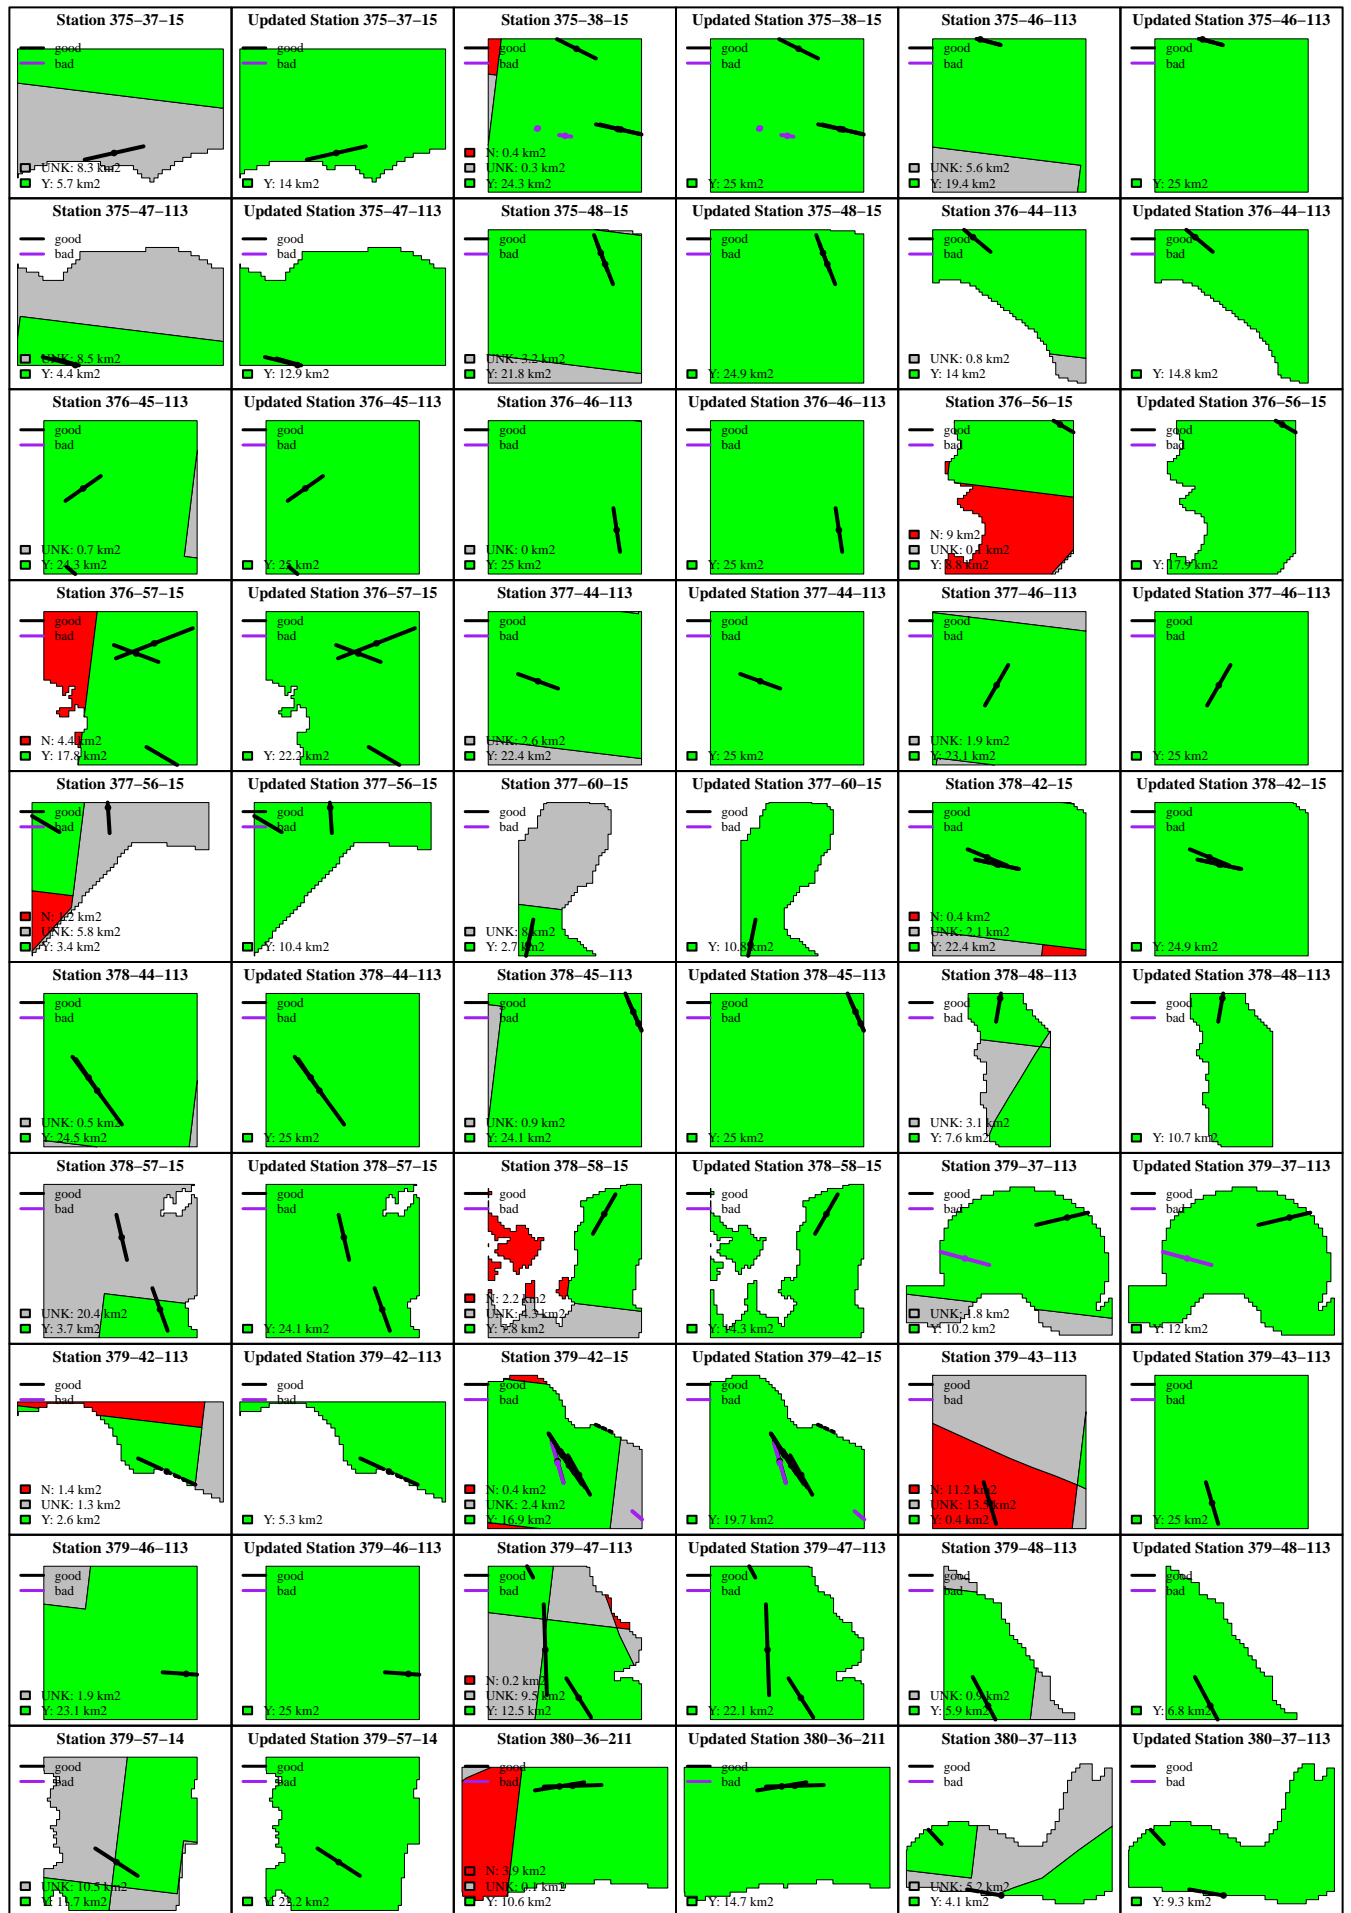 Station 375−37−15
good
bad
UNK: 8.3 km2
Y: 5.7 km2
Updated Station 375−37−15
good
bad
Y: 14 km2
Station 375−38−15
good
bad
N: 0.4 km2
UNK: 0.3 km2
Y: 24.3 km2
Updated Station 375−38−15
good
bad
Y: 25 km2
Station 375−46−113
good
bad
UNK: 5.6 km2
Y: 19.4 km2
Updated Station 375−46−113
good
bad
Y: 25 km2
Station 375−47−113
good
bad
UNK: 8.5 km2
Y: 4.4 km2
Updated Station 375−47−113
good
bad
Y: 12.9 km2
Station 375−48−15
good
bad
UNK: 3.2 km2
Y: 21.8 km2
Updated Station 375−48−15
good
bad
Y: 24.9 km2
Station 376−44−113
good
bad
UNK: 0.8 km2
Y: 14 km2
Updated Station 376−44−113
good
bad
Y: 14.8 km2
Station 376−45−113
good
bad
UNK: 0.7 km2
Y: 24.3 km2
Updated Station 376−45−113
good
bad
Y: 25 km2
Station 376−46−113
good
bad
UNK: 0 km2
Y: 25 km2
Updated Station 376−46−113
good
bad
Y: 25 km2
Station 376−56−15
good
bad
N: 9 km2
UNK: 0.1 km2
Y: 8.8 km2
Updated Station 376−56−15
good
bad
Y: 17.9 km2
Station 376−57−15
good
bad
N: 4.4 km2
Y: 17.8 km2
Updated Station 376−57−15
good
bad
Y: 22.2 km2
Station 377−44−113
good
bad
UNK: 2.6 km2
Y: 22.4 km2
Updated Station 377−44−113
good
bad
Y: 25 km2
Station 377−46−113
good
bad
UNK: 1.9 km2
Y: 23.1 km2
Updated Station 377−46−113
good
bad
Y: 25 km2
Station 377−56−15
good
bad
N: 1.2 km2
UNK: 5.8 km2
Y: 3.4 km2
Updated Station 377−56−15
good
bad
Y: 10.4 km2
Station 377−60−15
good
bad
UNK: 8 km2
Y: 2.7 km2
Updated Station 377−60−15
good
bad
Y: 10.8 km2
Station 378−42−15
good
bad
N: 0.4 km2
UNK: 2.1 km2
Y: 22.4 km2
Updated Station 378−42−15
good
bad
Y: 24.9 km2
Station 378−44−113
good
bad
UNK: 0.5 km2
Y: 24.5 km2
Updated Station 378−44−113
good
bad
Y: 25 km2
Station 378−45−113
good
bad
UNK: 0.9 km2
Y: 24.1 km2
Updated Station 378−45−113
good
bad
Y: 25 km2
Station 378−48−113
good
bad
UNK: 3.1 km2
Y: 7.6 km2
Updated Station 378−48−113
good
bad
Y: 10.7 km2
Station 378−57−15
good
bad
UNK: 20.4 km2
Y: 3.7 km2
Updated Station 378−57−15
good
bad
Y: 24.1 km2
Station 378−58−15
good
bad
N: 2.2 km2
UNK: 4.3 km2
Y: 7.8 km2
Updated Station 378−58−15
good
bad
Y: 14.3 km2
Station 379−37−113
good
bad
UNK: 1.8 km2
Y: 10.2 km2
Updated Station 379−37−113
good
bad
Y: 12 km2
Station 379−42−113
good
bad
N: 1.4 km2
UNK: 1.3 km2
Y: 2.6 km2
Updated Station 379−42−113
good
bad
Y: 5.3 km2
Station 379−42−15
good
bad
N: 0.4 km2
UNK: 2.4 km2
Y: 16.9 km2
Updated Station 379−42−15
good
bad
Y: 19.7 km2
Station 379−43−113
good
bad
N: 11.2 km2
UNK: 13.5 km2
Y: 0.4 km2
Updated Station 379−43−113
good
bad
Y: 25 km2
Station 379−46−113
good
bad
UNK: 1.9 km2
Y: 23.1 km2
Updated Station 379−46−113
good
bad
Y: 25 km2
Station 379−47−113
good
bad
N: 0.2 km2
UNK: 9.5 km2
Y: 12.5 km2
Updated Station 379−47−113
good
bad
Y: 22.1 km2
Station 379−48−113
good
bad
UNK: 0.9 km2
Y: 5.9 km2
Updated Station 379−48−113
good
bad
Y: 6.8 km2
Station 379−57−14
good
bad
UNK: 10.5 km2
Y: 11.7 km2
Updated Station 379−57−14
good
bad
Y: 22.2 km2
Station 380−36−211
good
bad
N: 3.9 km2
UNK: 0.1 km2
Y: 10.6 km2
Updated Station 380−36−211
good
bad
Y: 14.7 km2
Station 380−37−113
good
bad
UNK: 5.2 km2
Y: 4.1 km2
Updated Station 380−37−113
good
bad
Y: 9.3 km2